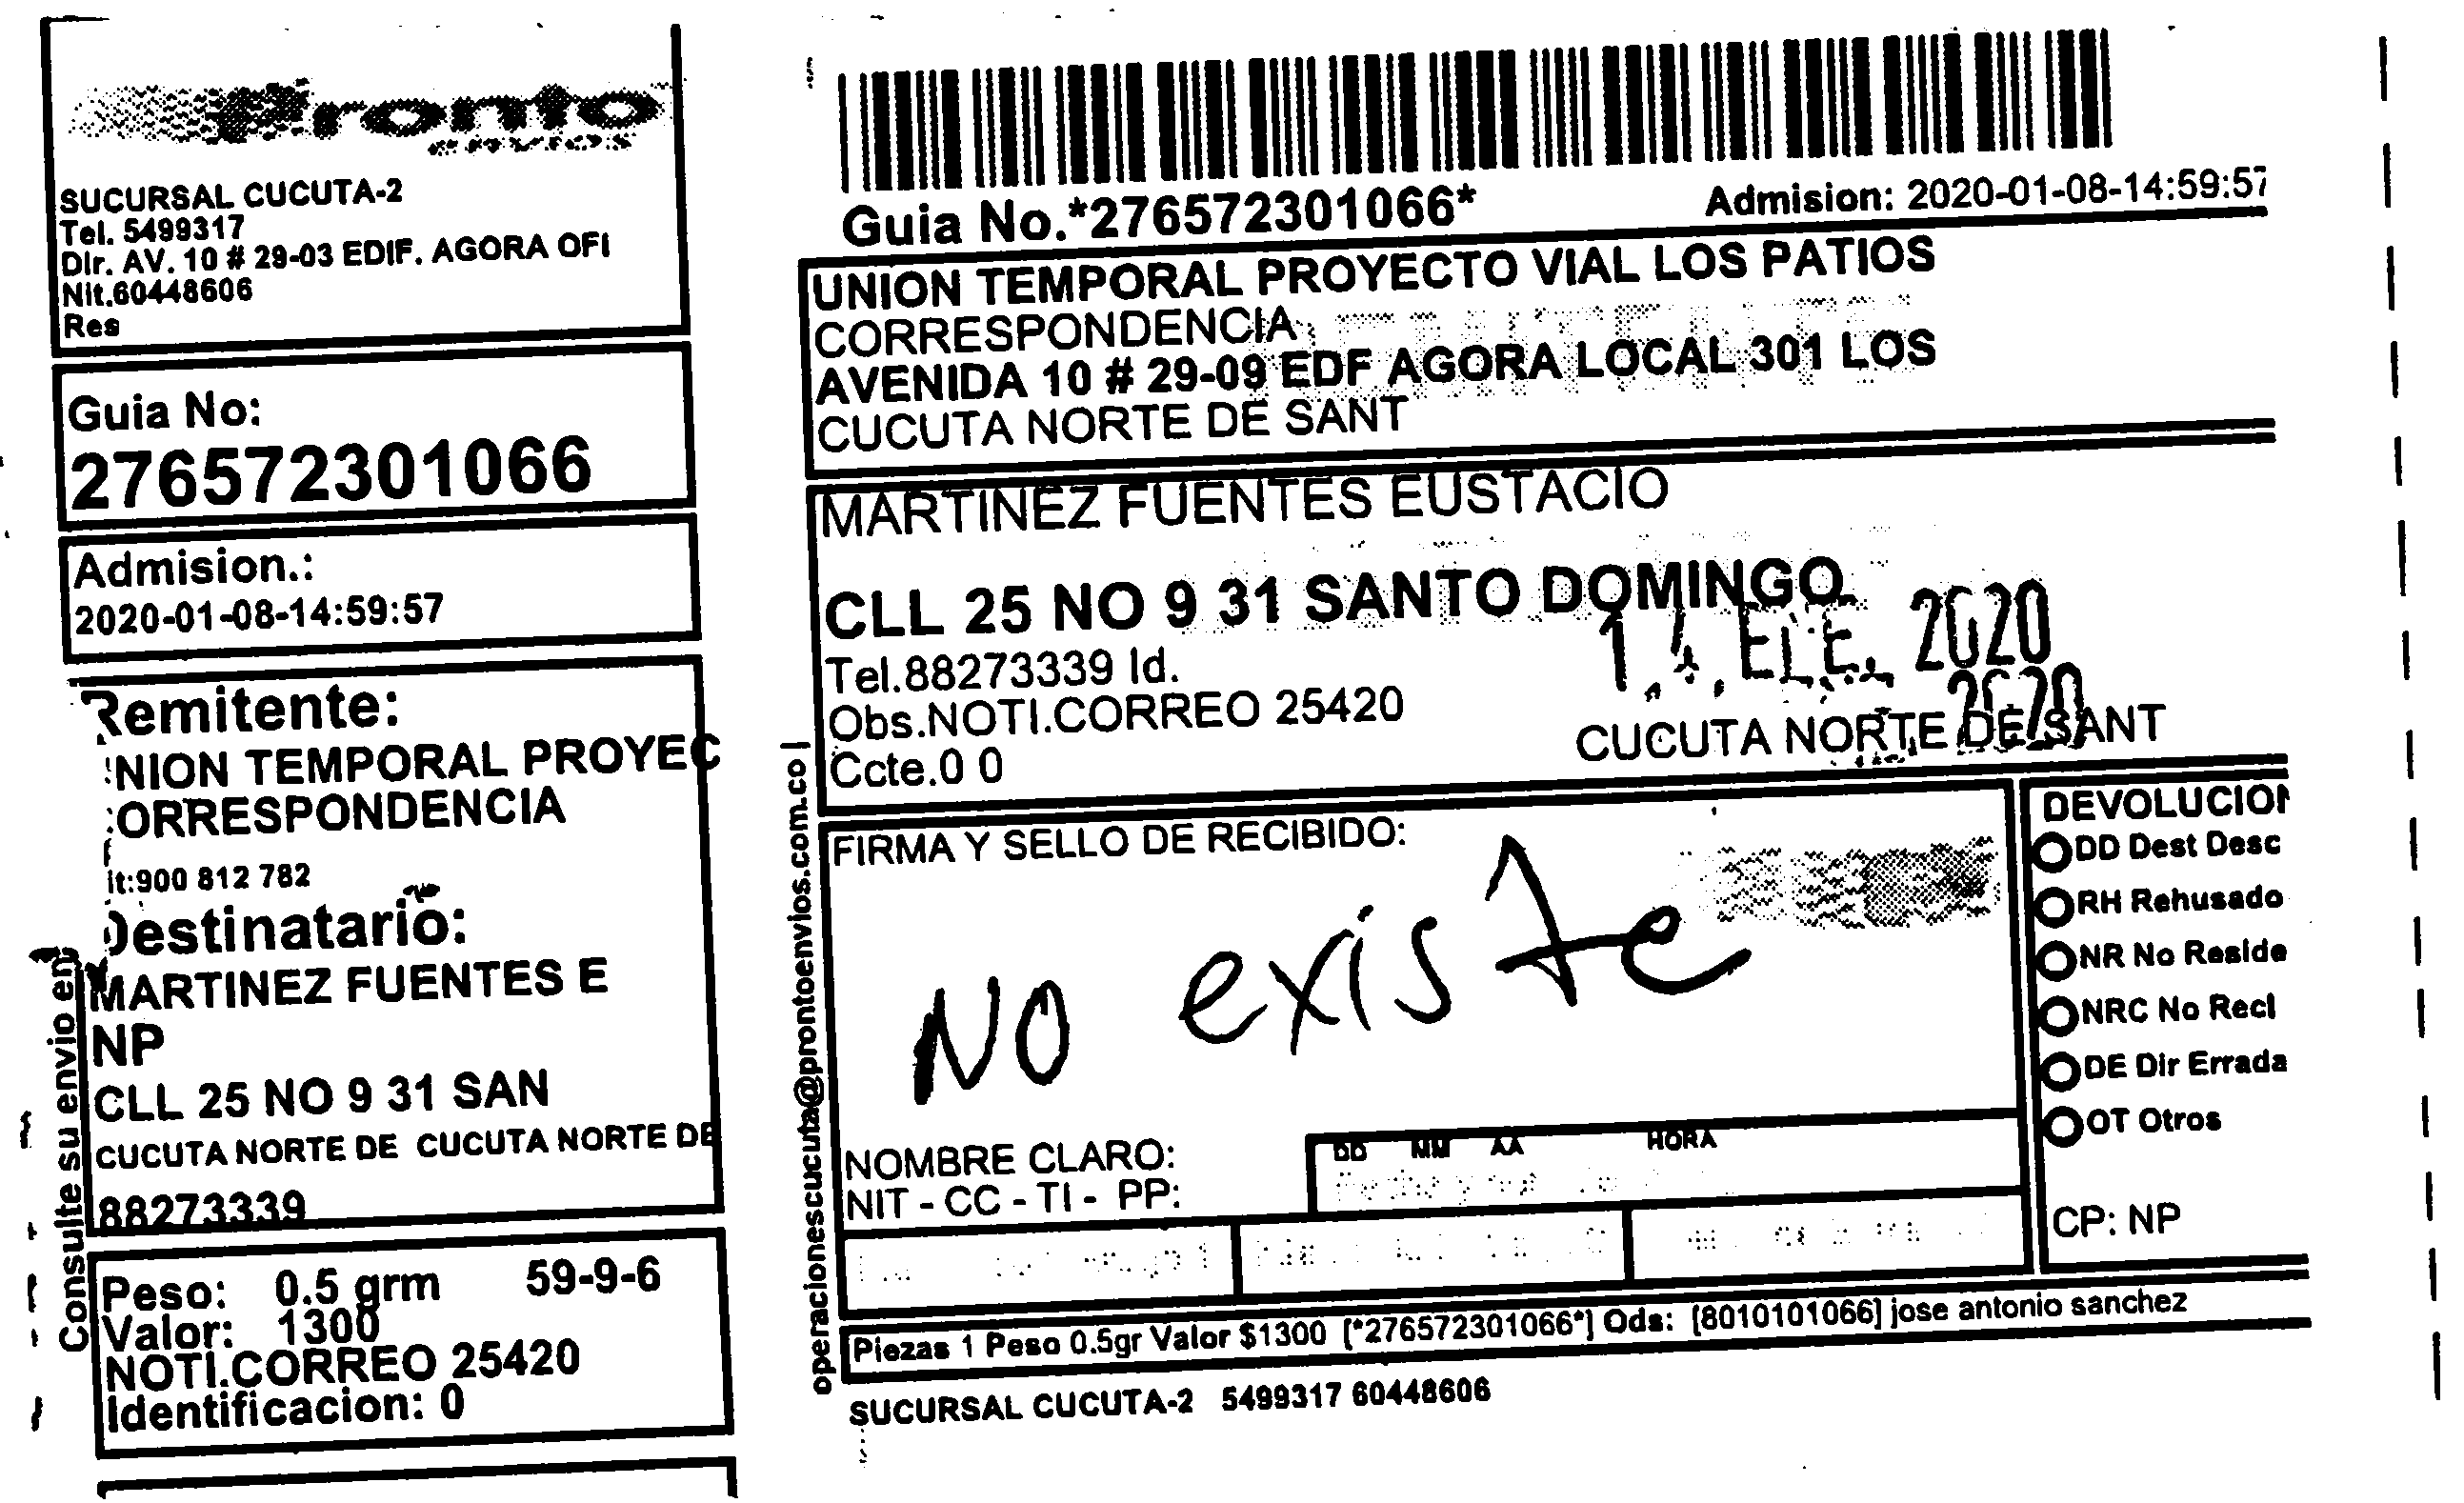 Pronto
envios
SUCURSAL CUCUTA-2
Tel. 5499317
Dir. AV. 10 # 29-03 EDIF. AGORA OFI
Nit.60448606
Res
Guia No:
276572301066
Admision.:
2020-01-08-14:59:57
Remitente:
NION TEMPORAL PROYEC
ORRESPONDENCIA
it:900 812 782
Destinatario:
MARTINEZ FUENTES E
NP
CLL 25 NO 9 31 SAN
CUCUTA NORTE DE CUCUTA NORTE DE
88273339
Peso: 0.5 grm 59-9-6
Valor: 1300
NOTI.CORREO 25420
Identificacion: 0
Consulte su envio en:
Guia No.*276572301066* Admision: 2020-01-08-14:59:57
UNION TEMPORAL PROYECTO VIAL LOS PATIOS
CORRESPONDENCIA
AVENIDA 10 # 29-09 EDF AGORA LOCAL 301 LOS
CUCUTA NORTE DE SANT
MARTINEZ FUENTES EUSTACIO
CLL 25 NO 9 31 SANTO DOMINGO
2020
Tel.88273339 Id.
Obs.NOTI.CORREO 25420
2020
CUCUTA NORTE DE SANT
Ccte.0 0
operacionescucuta@prontoenvios.com.co |
FIRMA Y SELLO DE RECIBIDO:
No existe
NOMBRE CLARO:
NIT - CC - TI - PP:
DD MM AA HORA
DEVOLUCION
DD Dest Desc
RH Rehusado
NR No Reside
NRC No Recl
DE Dir Errada
OT Otros
CP: NP
Piezas 1 Peso 0.5gr Valor $1300 [*276572301066*] Ods: [8010101066] jose antonio sanchez
SUCURSAL CUCUTA-2 5499317 60448606